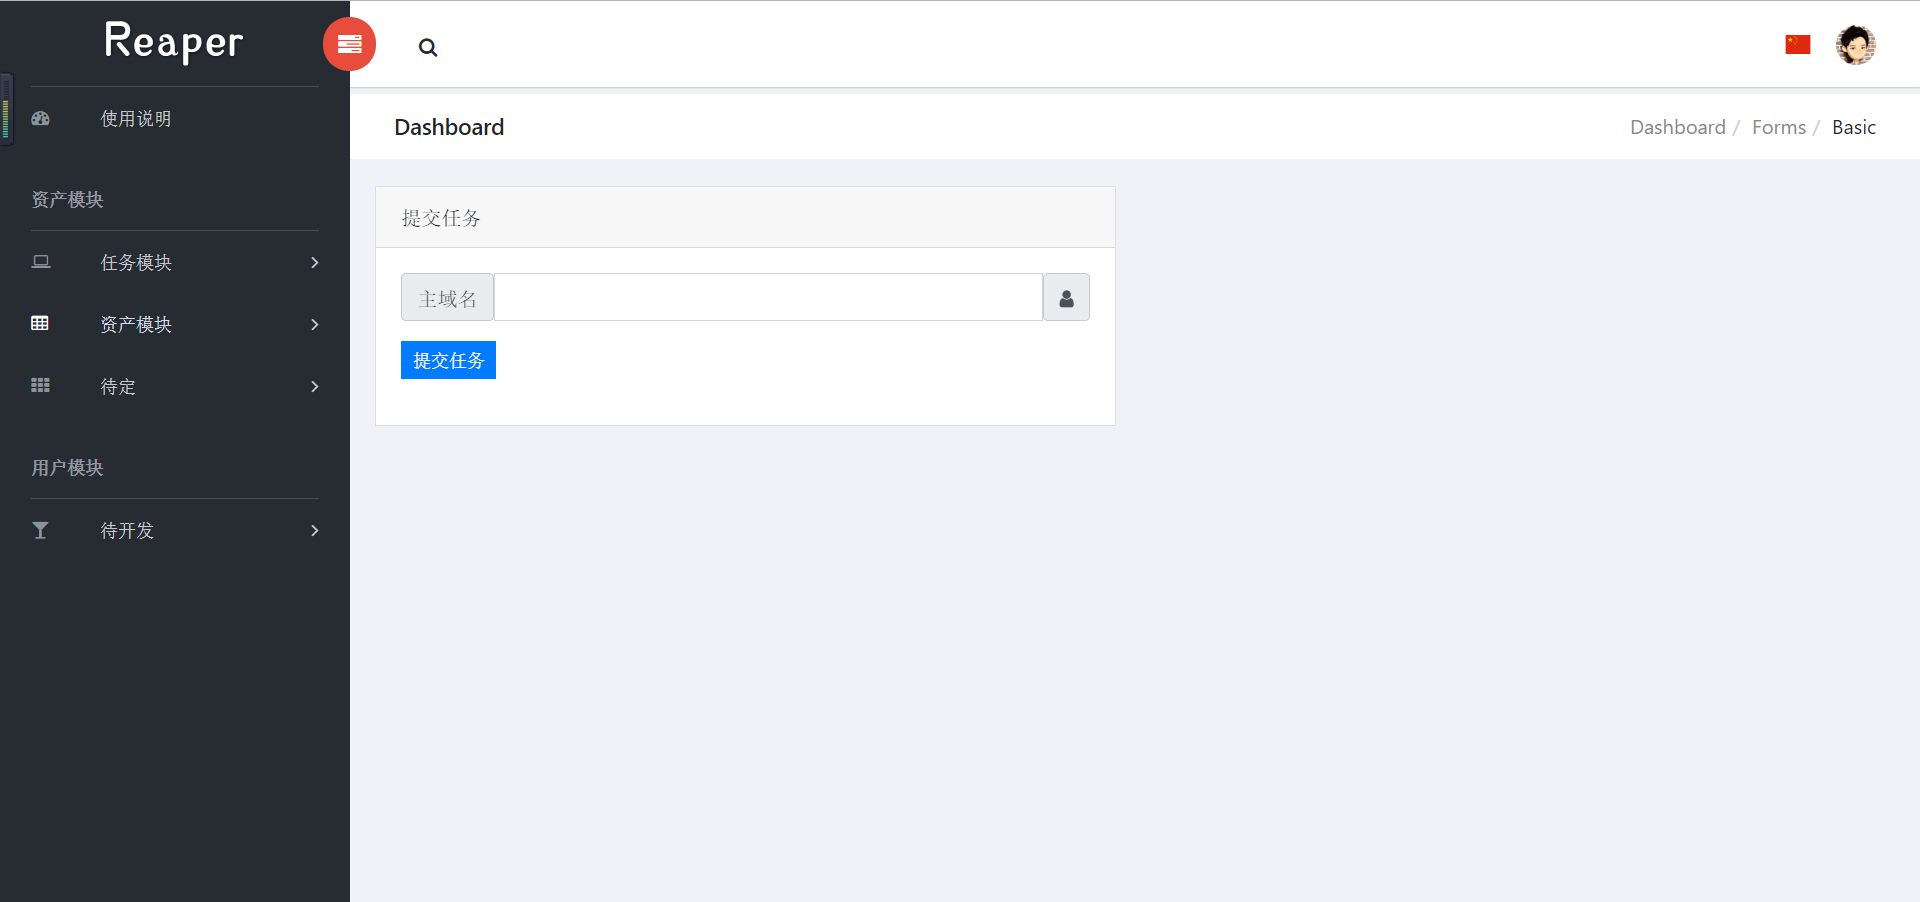 Reaper
使用说明
资产模块
任务模块
资产模块
待定
用户模块
待开发
Dashboard
Dashboard / Forms / Basic
提交任务
主域名
提交任务